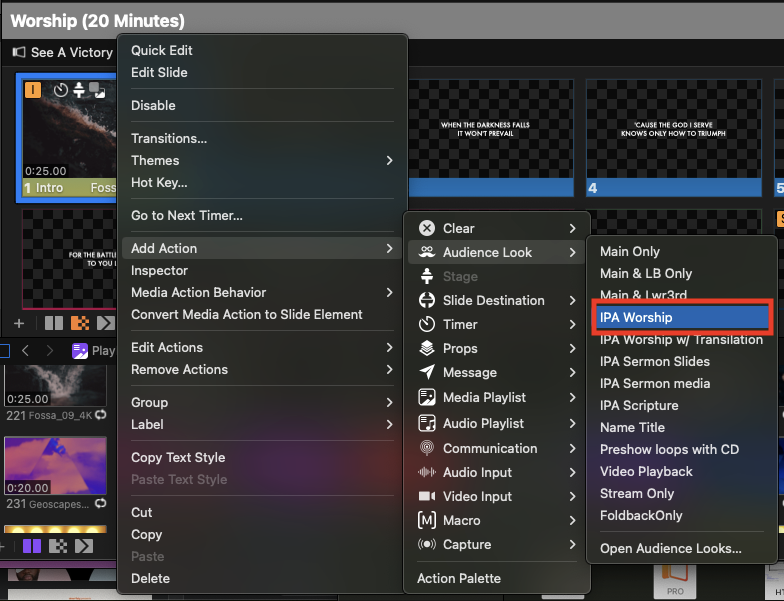 Worship (20 Minutes)
See A Victory
I
0:25.00
1 Intro
Foss
WHEN THE DARKNESS FALLS
IT WON'T PREVAIL
'CAUSE THE GOD I SERVE
KNOWS ONLY HOW TO TRIUMPH
4
5
FOR THE BATTL
TO YOU
Play
0:25.00
221 Fossa_09_4K
0:20.00
231 Geoscapes...
Quick Edit
Edit Slide
Disable
Transitions...
Themes
Hot Key...
Go to Next Timer...
Add Action
Inspector
Media Action Behavior
Convert Media Action to Slide Element
Edit Actions
Remove Actions
Group
Label
Copy Text Style
Paste Text Style
Cut
Copy
Paste
Delete
Clear
Audience Look
Stage
Slide Destination
Timer
Props
Message
Media Playlist
Audio Playlist
Communication
Audio Input
Video Input
[M] Macro
Capture
Action Palette
Main Only
Main & LB Only
Main & Lwr3rd
IPA Worship
IPA Worship w/ Transilation
IPA Sermon Slides
IPA Sermon media
IPA Scripture
Name Title
Preshow loops with CD
Video Playback
Stream Only
FoldbackOnly
Open Audience Looks...
PRO